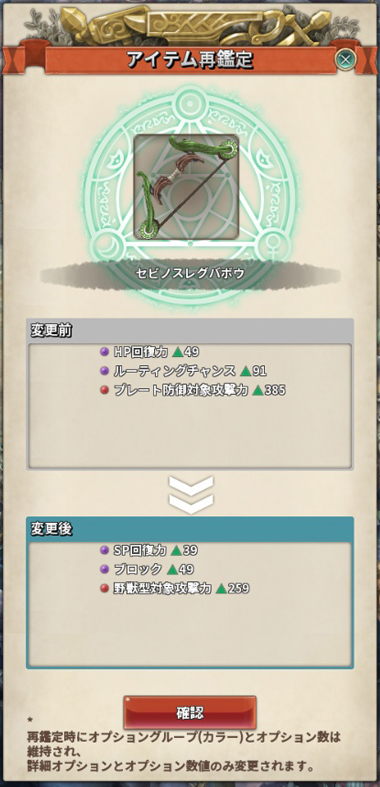 アイテム再鑑定
セビノスレグバボウ
変更前
HP回復力 ▲49
ルーティングチャンス ▲91
プレート防御対象攻撃力 ▲385
変更後
SP回復力 ▲39
ブロック ▲49
野獣型対象攻撃力 ▲259
確認
*
再鑑定時にオプショングループ(カラー)とオプション数は
維持され、
詳細オプションとオプション数値のみ変更されます。